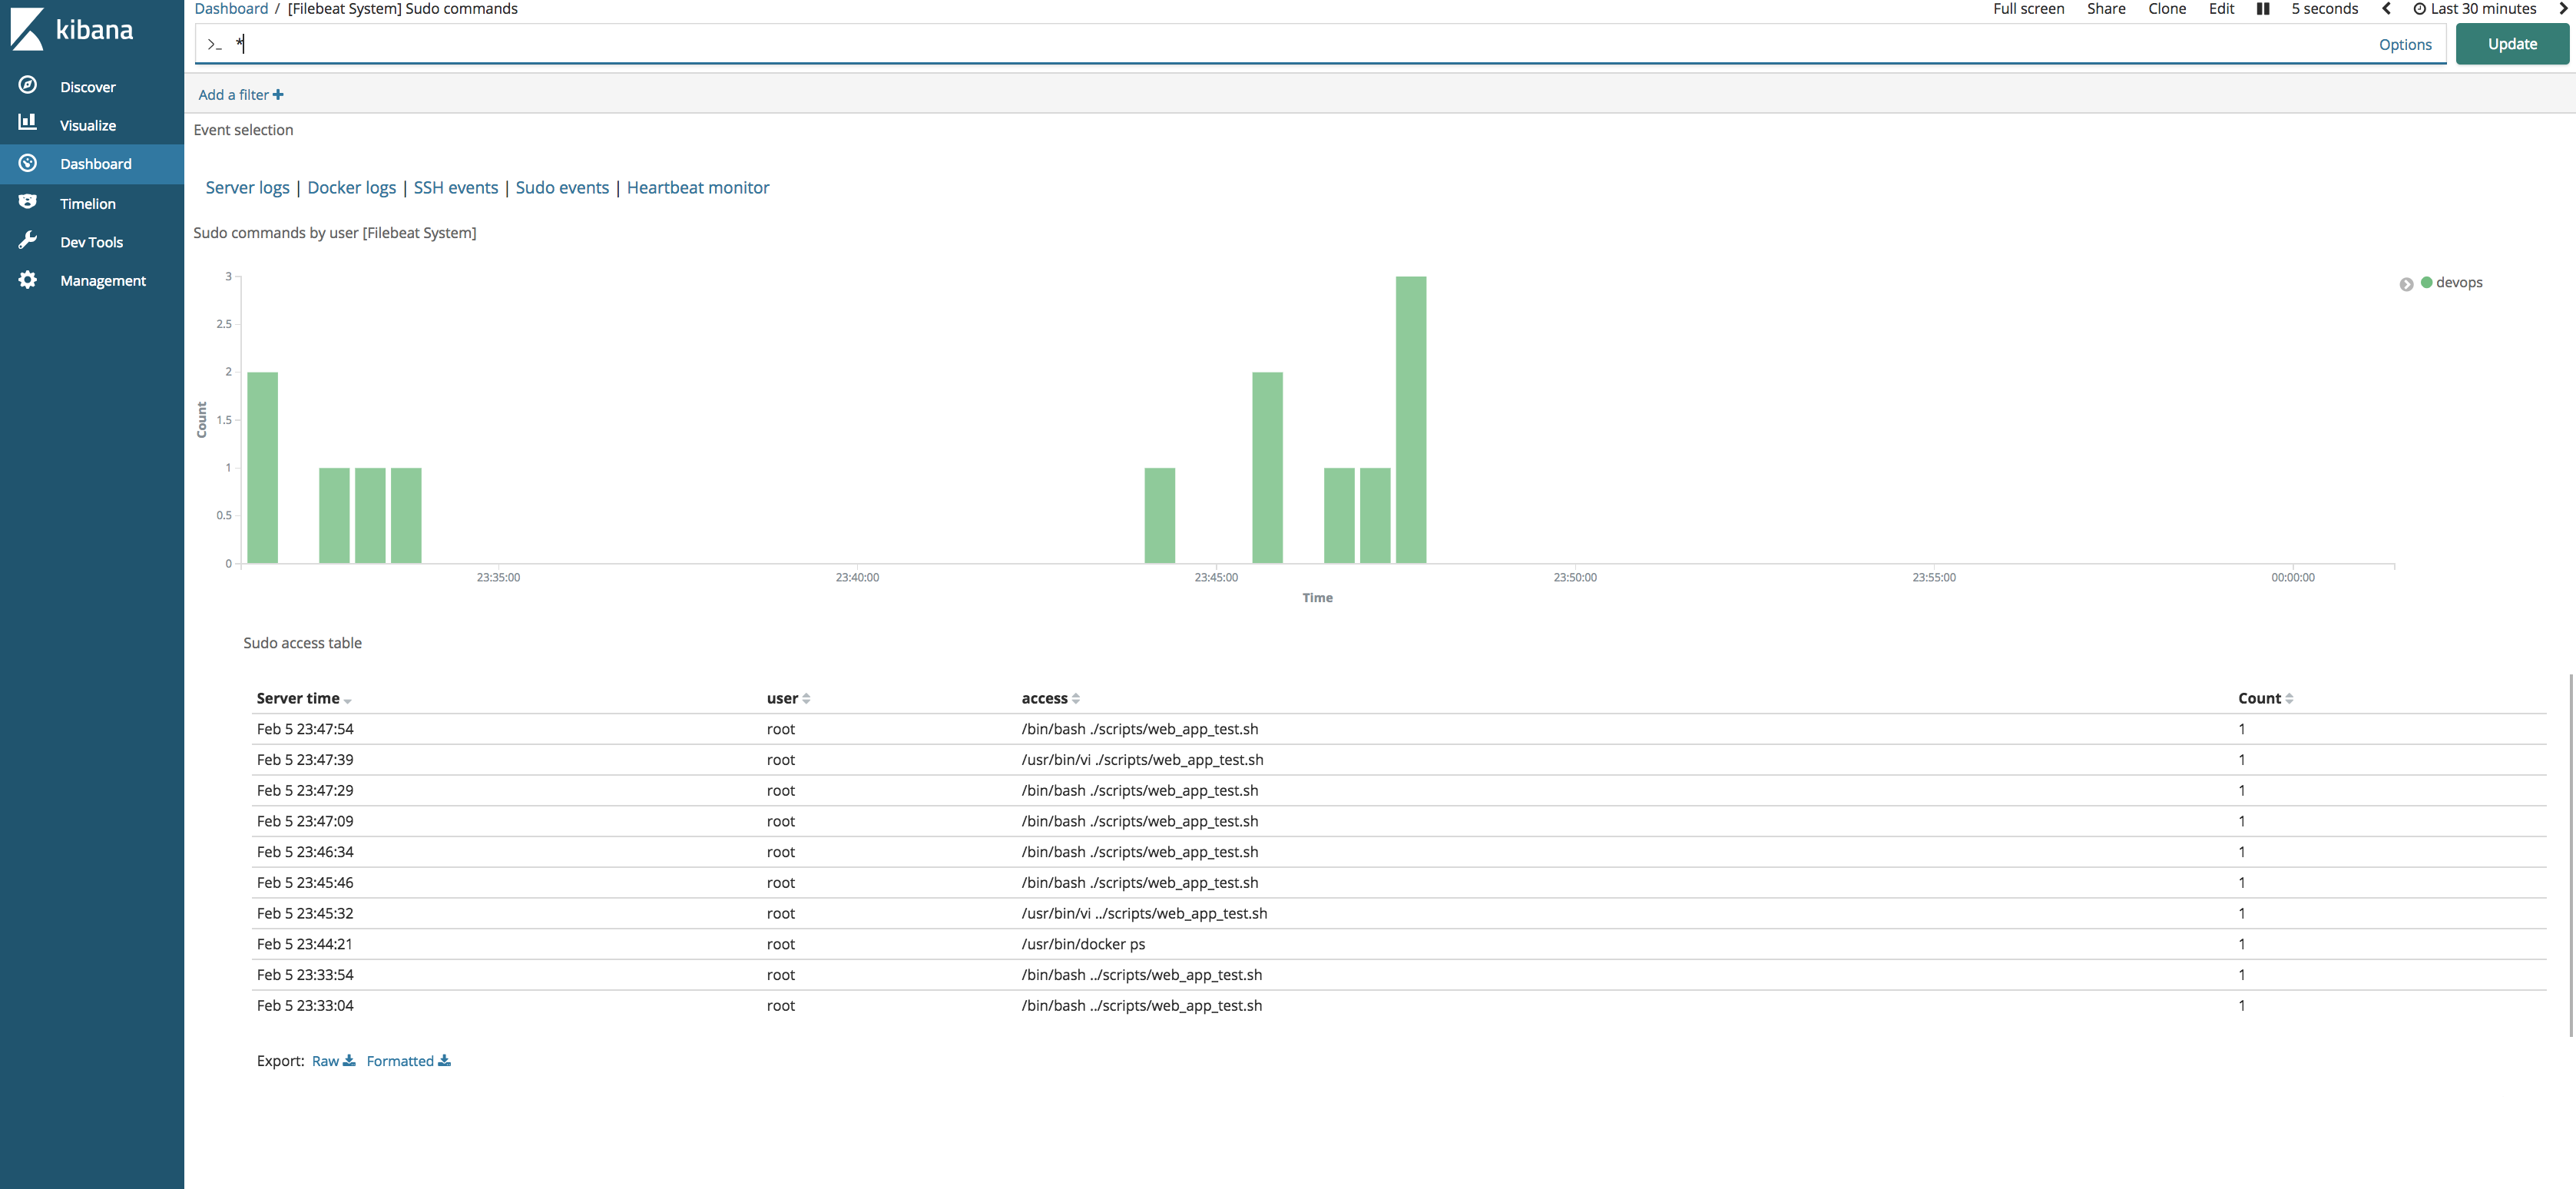 kibana
Discover
Visualize
Dashboard
Timelion
Dev Tools
Management
Dashboard / [Filebeat System] Sudo commands
Full screen Share Clone Edit 5 seconds Last 30 minutes
>_ *
Options
Update
Add a filter +
Event selection
Server logs | Docker logs | SSH events | Sudo events | Heartbeat monitor
Sudo commands by user [Filebeat System]
3
2.5
2
1.5
1
0.5
0
Count
23:35:00 23:40:00 23:45:00 23:50:00 23:55:00 00:00:00
Time
devops
Sudo access table
Server time user access Count
Feb 5 23:47:54 root /bin/bash ./scripts/web_app_test.sh 1
Feb 5 23:47:39 root /usr/bin/vi ./scripts/web_app_test.sh 1
Feb 5 23:47:29 root /bin/bash ./scripts/web_app_test.sh 1
Feb 5 23:47:09 root /bin/bash ./scripts/web_app_test.sh 1
Feb 5 23:46:34 root /bin/bash ./scripts/web_app_test.sh 1
Feb 5 23:45:46 root /bin/bash ./scripts/web_app_test.sh 1
Feb 5 23:45:32 root /usr/bin/vi ../scripts/web_app_test.sh 1
Feb 5 23:44:21 root /usr/bin/docker ps 1
Feb 5 23:33:54 root /bin/bash ../scripts/web_app_test.sh 1
Feb 5 23:33:04 root /bin/bash ../scripts/web_app_test.sh 1
Export: Raw Formatted